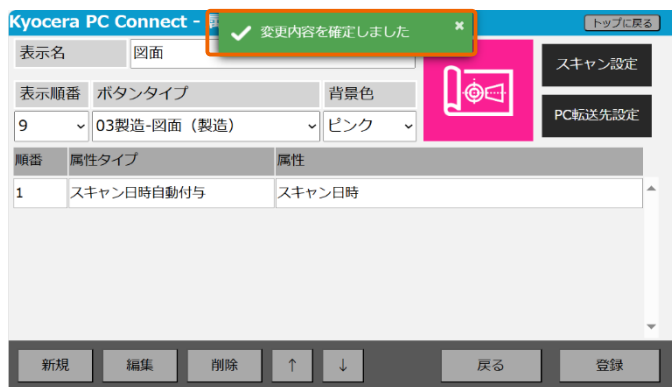 Kyocera PC Connect -
変更内容を確定しました
×
トップに戻る
表示名
図面
スキャン設定
表示順番
ボタンタイプ
背景色
9
03製造-図面（製造）
ピンク
PC転送先設定
順番
属性タイプ
属性
1
スキャン日時自動付与
スキャン日時
新規
編集
削除
↑
↓
戻る
登録